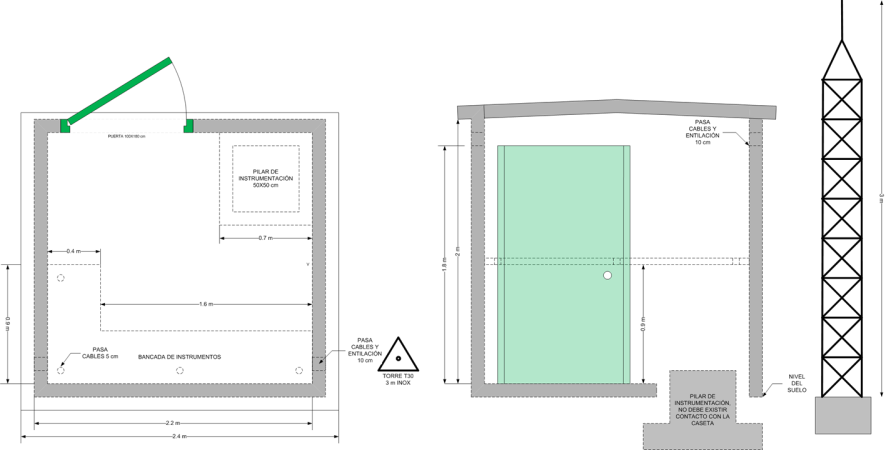 PUERTA 100X180 cm
PILAR DE
INSTRUMENTACIÓN
50X50 cm
0.7 m
0.4 m
1.6 m
0.9 m
PASA
CABLES 5 cm
BANCADA DE INSTRUMENTOS
PASA
CABLES Y
ENTILACIÓN
10 cm
TORRE T30
3 m INOX
2.2 m
2.4 m
PASA
CABLES Y
ENTILACIÓN
10 cm
1.8 m
2 m
0.9 m
3 m
NIVEL
DEL
SUELO
PILAR DE
INSTRUMENTACIÓN,
NO DEBE EXISTIR
CONTACTO CON LA
CASETA